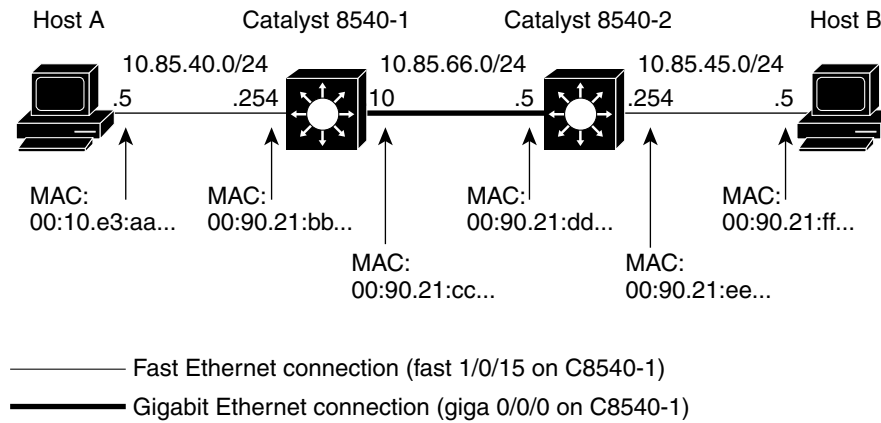 Host A
Catalyst 8540-1
Catalyst 8540-2
Host B
10.85.40.0/24
10.85.66.0/24
10.85.45.0/24
.5
.254
10
.5
.254
.5
MAC:
00:10.e3:aa...
MAC:
00:90.21:bb...
MAC:
00:90.21:dd...
MAC:
00:90.21:ff...
MAC:
00:90.21:cc...
MAC:
00:90.21:ee...
Fast Ethernet connection (fast 1/0/15 on C8540-1)
Gigabit Ethernet connection (giga 0/0/0 on C8540-1)